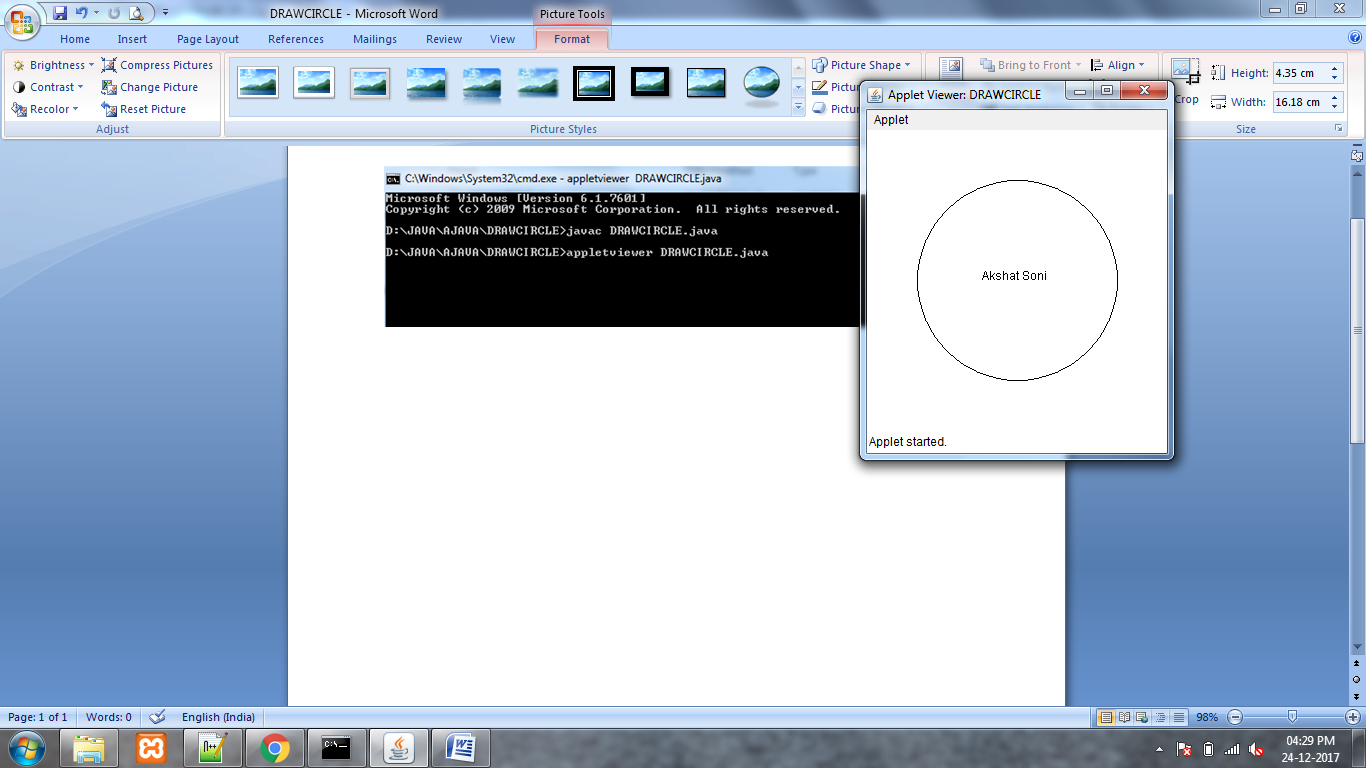 DRAWCIRCLE - Microsoft Word
Picture Tools
Home Insert Page Layout References Mailings Review View Format
Brightness Compress Pictures Picture Shape Bring to Front Align Height: 4.35 cm
Contrast Change Picture Crop Width: 16.18 cm
Recolor Reset Picture
Adjust Picture Styles Size
Applet Viewer: DRAWCIRCLE
Applet
Akshat Soni
Applet started.
C:\Windows\System32\cmd.exe - appletviewer DRAWCIRCLE.java
Microsoft Windows [Version 6.1.7601]
Copyright (c) 2009 Microsoft Corporation. All rights reserved.
D:\JAVA\AJAVA\DRAWCIRCLE>javac DRAWCIRCLE.java
D:\JAVA\AJAVA\DRAWCIRCLE>appletviewer DRAWCIRCLE.java
Page: 1 of 1 Words: 0 English (India) 98%
04:29 PM
24-12-2017